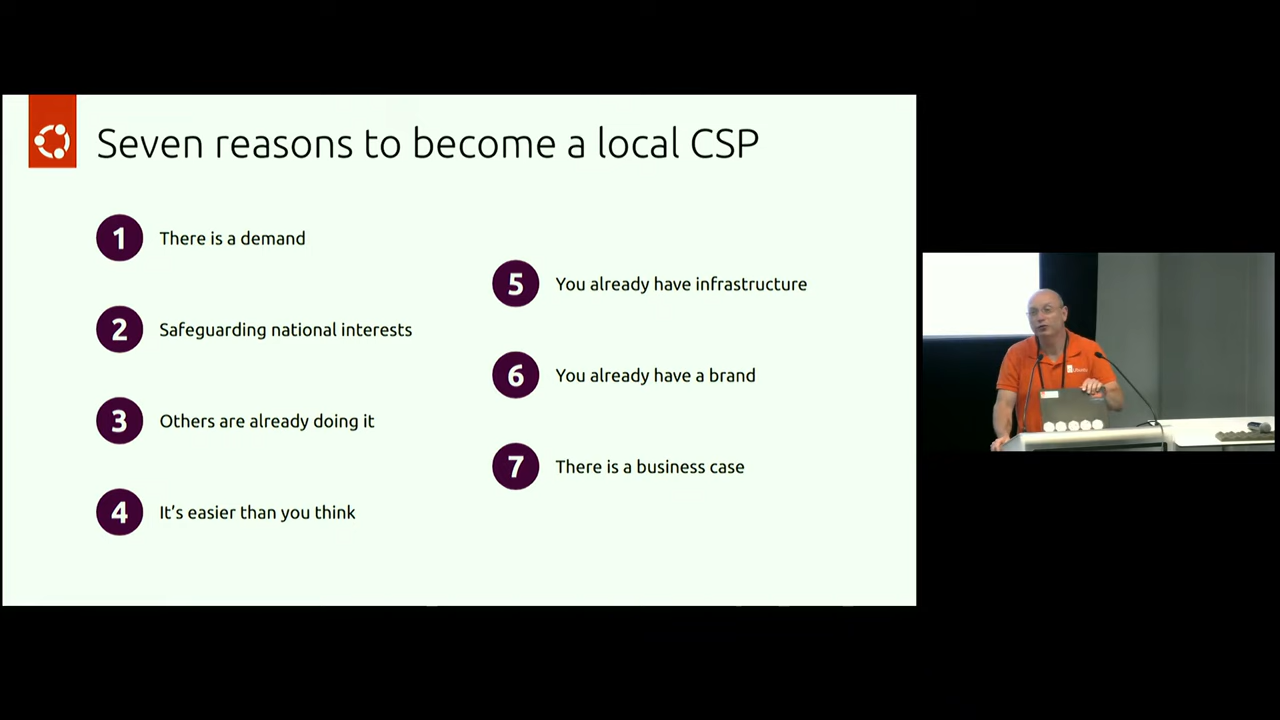 Seven reasons to become a local CSP
1 There is a demand
2 Safeguarding national interests
3 Others are already doing it
4 It's easier than you think
5 You already have infrastructure
6 You already have a brand
7 There is a business case